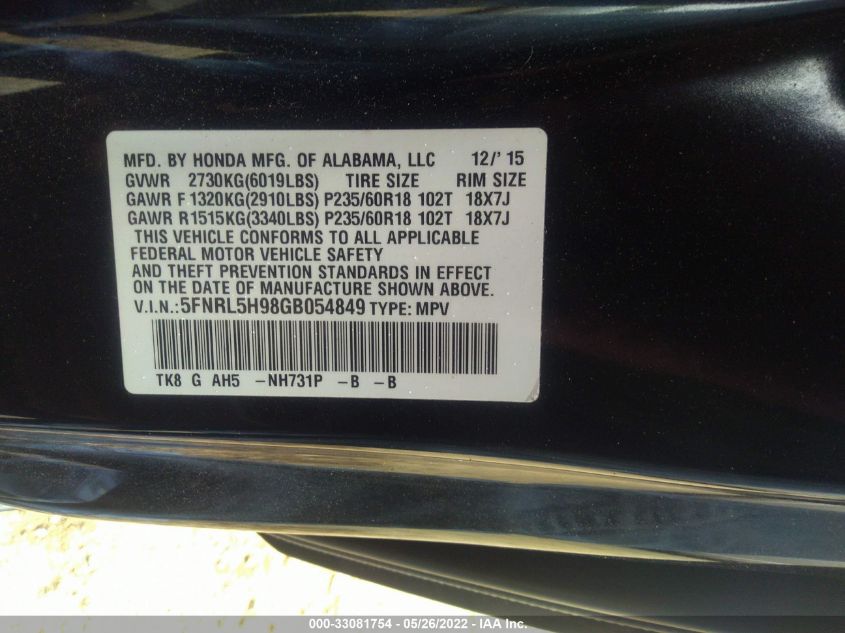 MFD. BY HONDA MFG. OF ALABAMA, LLC 12/'15
GVWR 2730KG(6019LBS) TIRE SIZE RIM SIZE
GAWR F1320KG(2910LBS) P235/60R18 102T 18X7J
GAWR R1515KG(3340LBS) P235/60R18 102T 18X7J
THIS VEHICLE CONFORMS TO ALL APPLICABLE
FEDERAL MOTOR VEHICLE SAFETY
AND THEFT PREVENTION STANDARDS IN EFFECT
ON THE DATE OF MANUFACTURE SHOWN ABOVE.
V.I.N.:5FNRL5H98GB054849 TYPE: MPV
TK8 G AH5 -NH731P -B -B
000-33081754 - 05/26/2022 - IAA Inc.